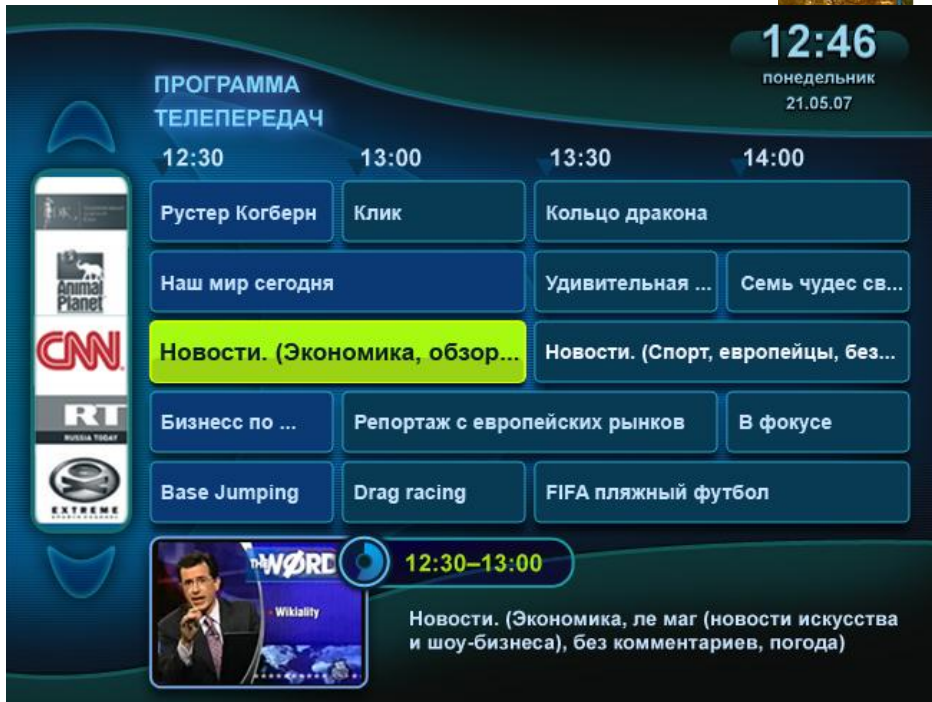 12:46
понедельник
21.05.07
ПРОГРАММА
ТЕЛЕПЕРЕДАЧ
12:30 13:00 13:30 14:00
Рустер Когберн Клик Кольцо дракона
Animal
Planet
Наш мир сегодня Удивительная ... Семь чудес св...
CNN
Новости. (Экономика, обзор... Новости. (Спорт, европейцы, без...
RT
RUSSIA TODAY
Бизнесс по ... Репортаж с европейских рынков В фокусе
EXTREME
Base Jumping Drag racing FIFA пляжный футбол
THE WØRD
Wikiality
12:30–13:00
Новости. (Экономика, ле маг (новости искусства
и шоу-бизнеса), без комментариев, погода)